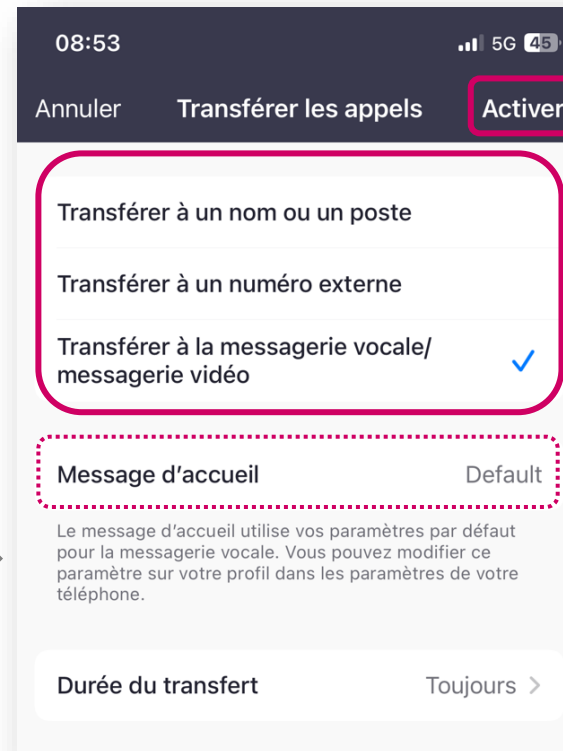 08:53 5G 45
Annuler Transférer les appels Activer
Transférer à un nom ou un poste
Transférer à un numéro externe
Transférer à la messagerie vocale/
messagerie vidéo
Message d’accueil Default
Le message d’accueil utilise vos paramètres par défaut
pour la messagerie vocale. Vous pouvez modifier ce
paramètre sur votre profil dans les paramètres de votre
téléphone.
Durée du transfert Toujours